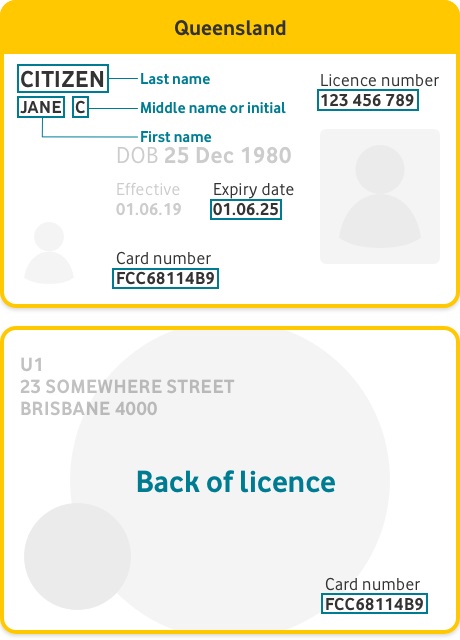 Queensland
CITIZEN Last name
JANE C Middle name or initial
First name
Licence number
123 456 789
DOB 25 Dec 1980
Effective Expiry date
01.06.19 01.06.25
Card number
FCC68114B9
U1
23 SOMEWHERE STREET
BRISBANE 4000
Back of licence
Card number
FCC68114B9